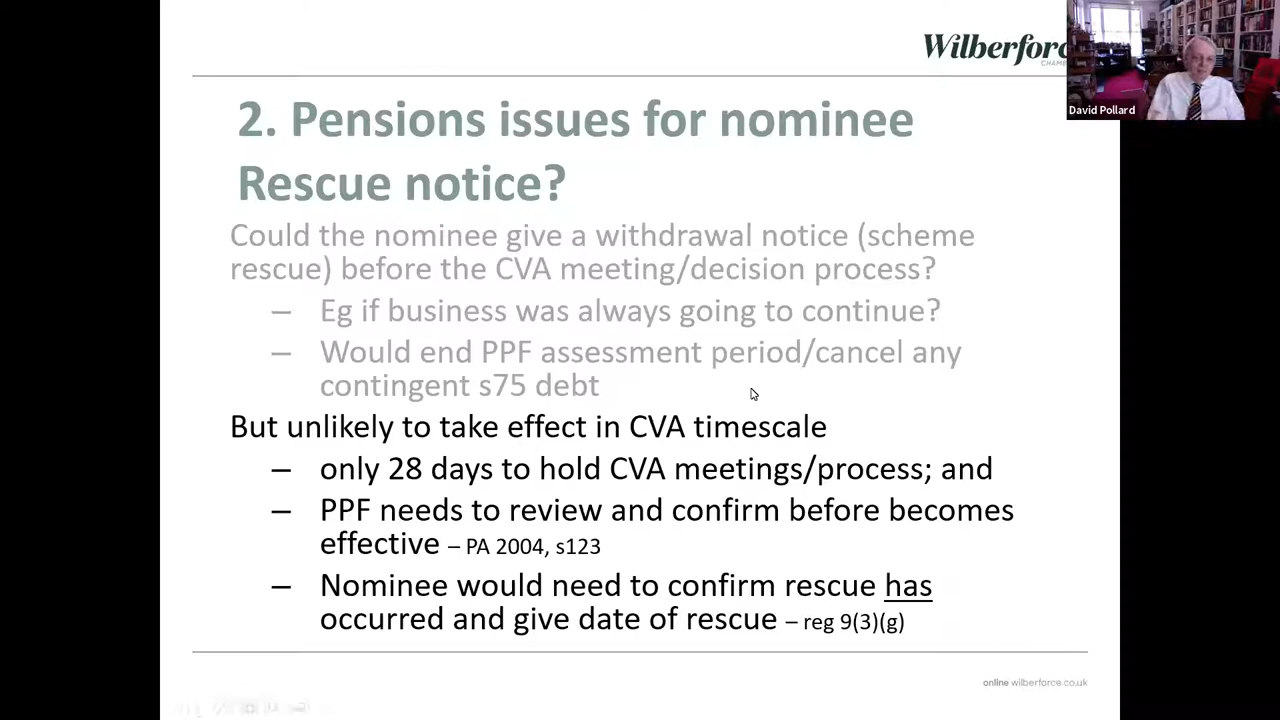 Wilberforc
David Pollard
2. Pensions issues for nominee
Rescue notice?
Could the nominee give a withdrawal notice (scheme
rescue) before the CVA meeting/decision process?
– Eg if business was always going to continue?
– Would end PPF assessment period/cancel any
contingent s75 debt
But unlikely to take effect in CVA timescale
– only 28 days to hold CVA meetings/process; and
– PPF needs to review and confirm before becomes
effective – PA 2004, s123
– Nominee would need to confirm rescue has
occurred and give date of rescue – reg 9(3)(g)
online wilberforce.co.uk